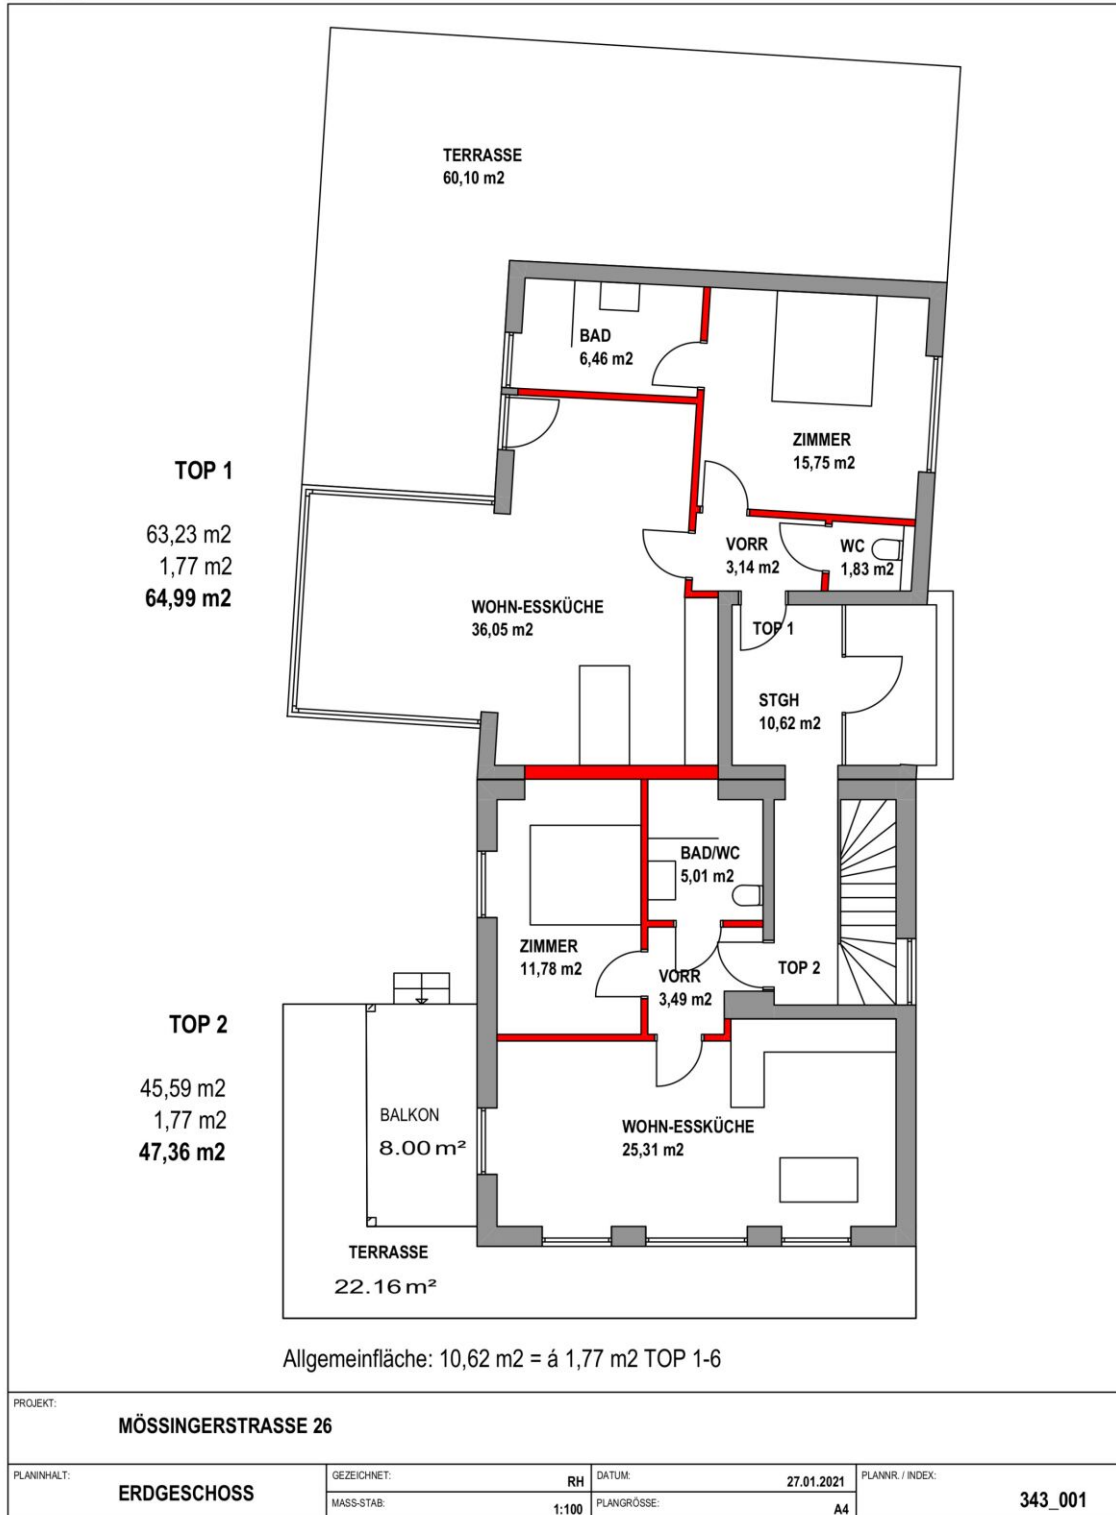 TERRASSE
60,10 m2
BAD
6,46 m2
ZIMMER
15,75 m2
TOP 1
63,23 m2
1,77 m2
64,99 m2
VORR
3,14 m2
WC
1,83 m2
WOHN-ESSKÜCHE
36,05 m2
TOP 1
STGH
10,62 m2
BAD/WC
5,01 m2
ZIMMER
11,78 m2
VORR
3,49 m2
TOP 2
TOP 2
45,59 m2
1,77 m2
47,36 m2
BALKON
8.00 m²
WOHN-ESSKÜCHE
25,31 m2
TERRASSE
22.16 m²
Allgemeinfläche: 10,62 m2 = á 1,77 m2 TOP 1-6
PROJEKT:
MÖSSINGERSTRASSE 26
PLANINHALT:
ERDGESCHOSS
GEZEICHNET: RH
MASS-STAB: 1:100
DATUM: 27.01.2021
PLANGRÖSSE: A4
PLANNR. / INDEX:
343_001